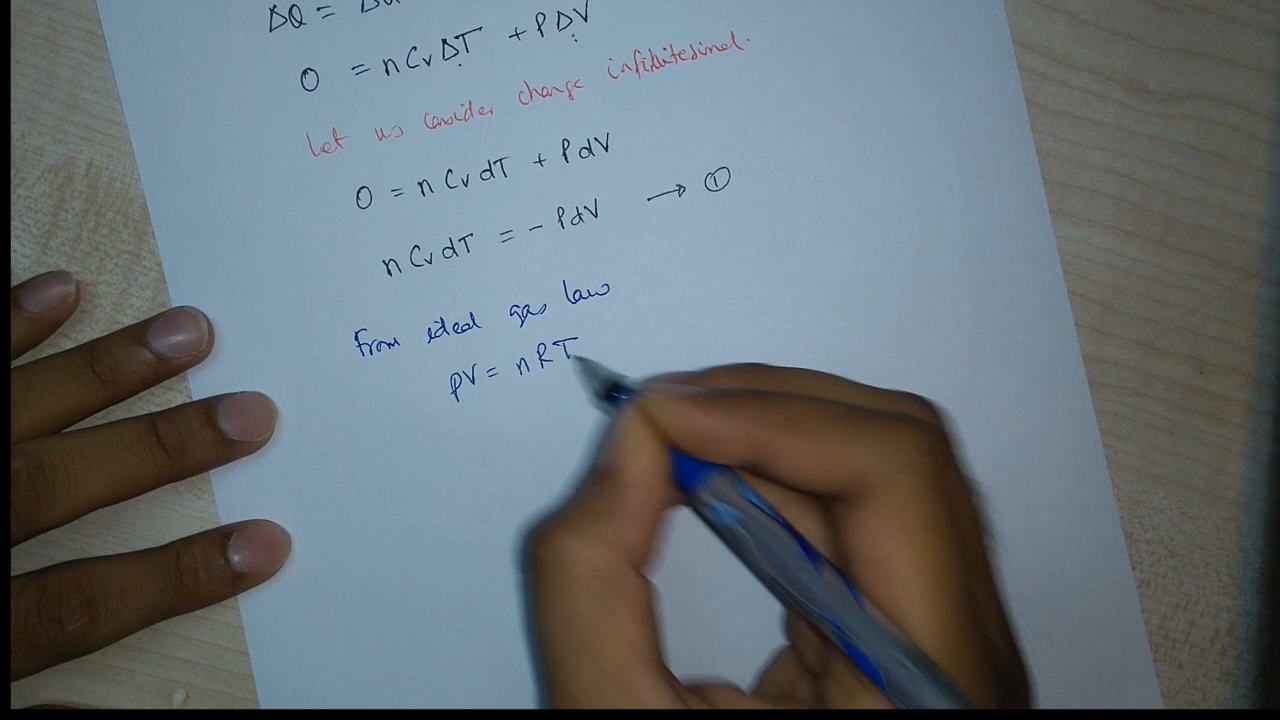 ΔQ = Δ
0 = nCvΔT + PΔV
Let us consider change infinitesimal.
0 = nCvdT + PdV
nCvdT = - PdV → ①
From ideal gas law
PV = nRT